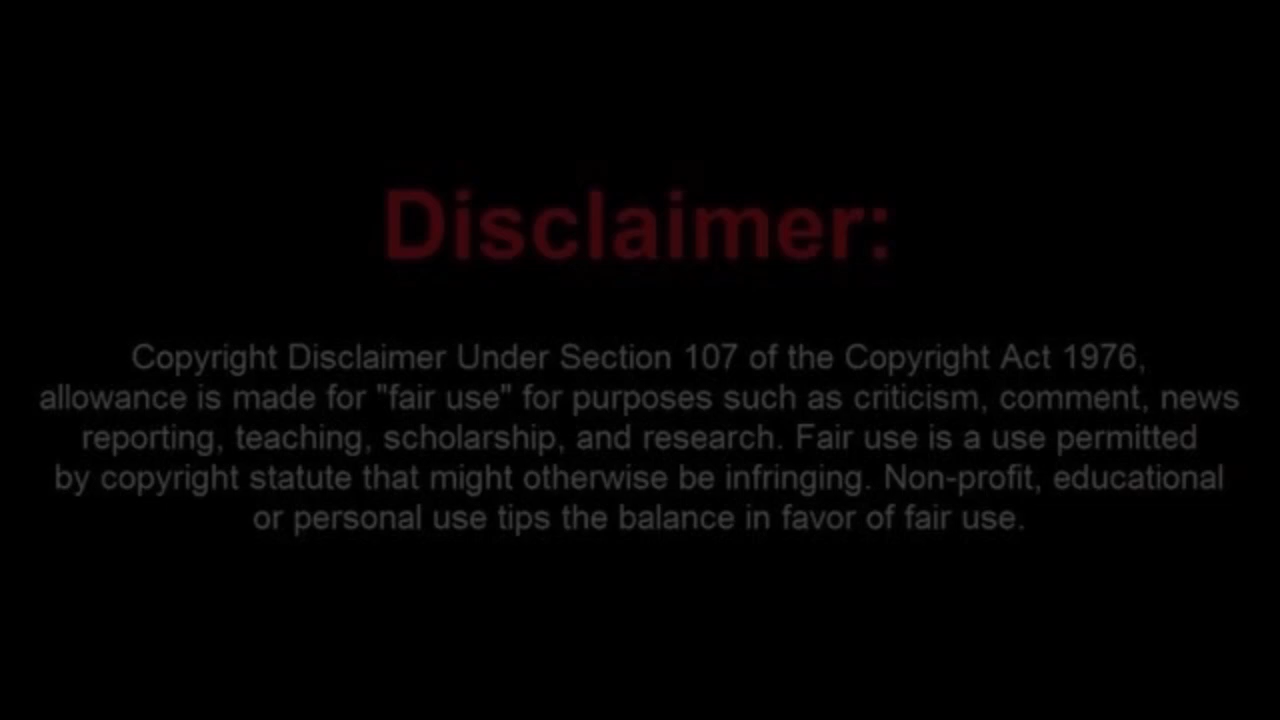 Disclaimer:
Copyright Disclaimer Under Section 107 of the Copyright Act 1976,
allowance is made for "fair use" for purposes such as criticism, comment, news
reporting, teaching, scholarship, and research. Fair use is a use permitted
by copyright statute that might otherwise be infringing. Non-profit, educational
or personal use tips the balance in favor of fair use.